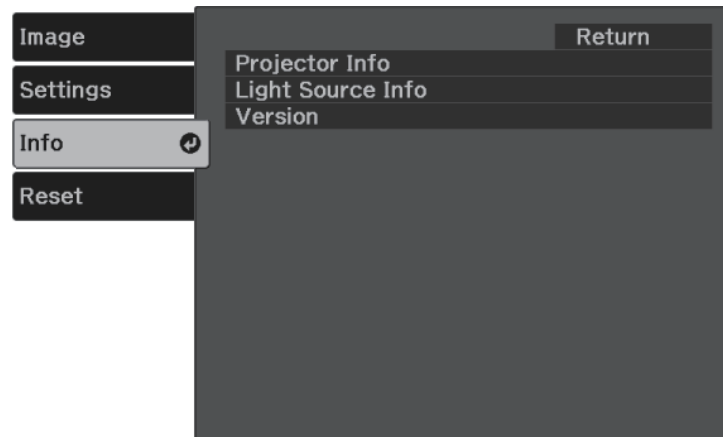 Image
Settings
Info
Reset
Return
Projector Info
Light Source Info
Version